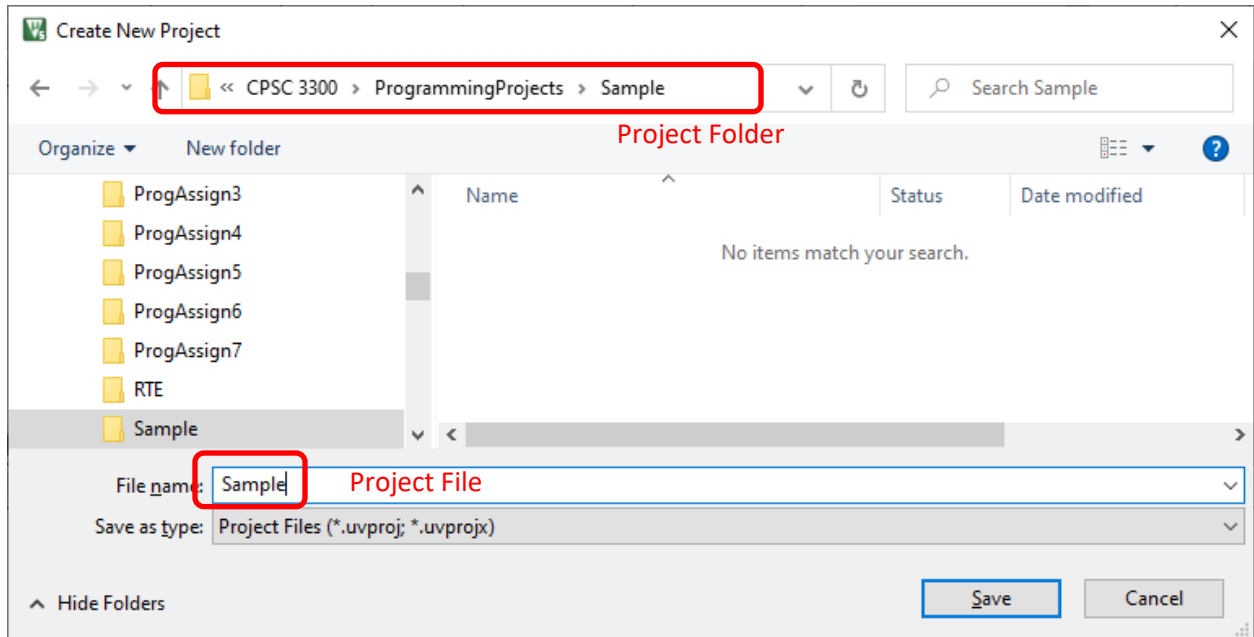 Create New Project
« CPSC 3300 › ProgrammingProjects › Sample
Search Sample
Project Folder
Organize
New folder
ProgAssign3
ProgAssign4
ProgAssign5
ProgAssign6
ProgAssign7
RTE
Sample
Name
Status
Date modified
No items match your search.
File name: Sample
Project File
Save as type: Project Files (*.uvproj; *.uvprojx)
Hide Folders
Save
Cancel